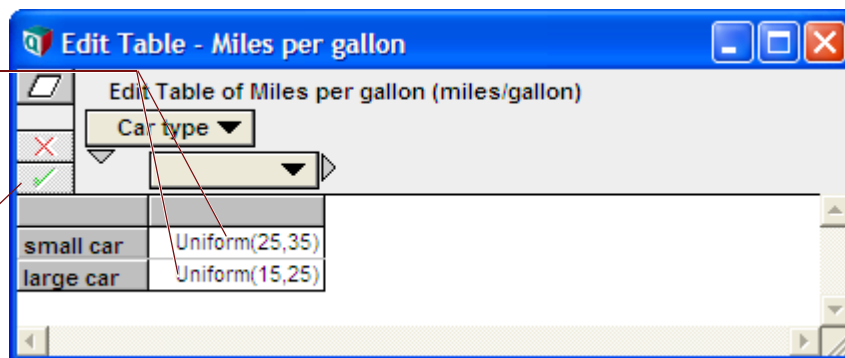 Edit Table - Miles per gallon
Edit Table of Miles per gallon (miles/gallon)
Car type
small car Uniform(25,35)
large car Uniform(15,25)